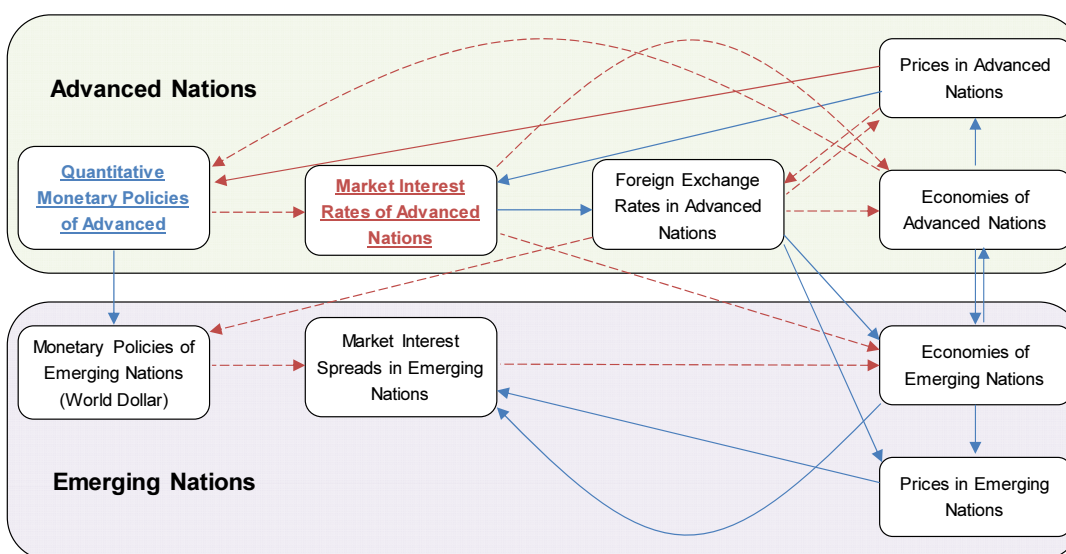 Advanced Nations
Prices in Advanced
Nations
Quantitative
Monetary Policies
of Advanced
Market Interest
Rates of Advanced
Nations
Foreign Exchange
Rates in Advanced
Nations
Economies of
Advanced Nations
Monetary Policies of
Emerging Nations
(World Dollar)
Market Interest
Spreads in Emerging
Nations
Economies of
Emerging Nations
Emerging Nations
Prices in Emerging
Nations